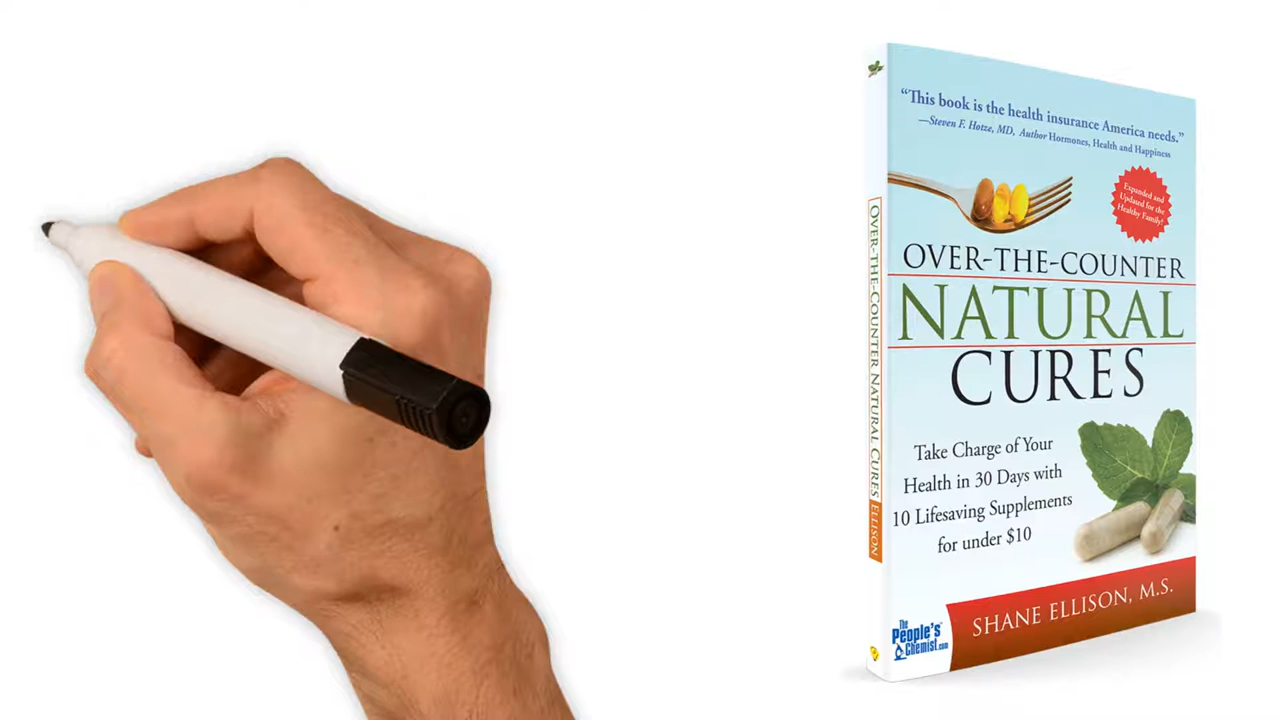 “This book is the health insurance America needs.”
—Steven F. Hotze, MD, Author Hormones, Health and Happiness
Expanded and
Updated for the
Healthy Family!
OVER-THE-COUNTER
NATURAL
CURES
Take Charge of Your
Health in 30 Days with
10 Lifesaving Supplements
for under $10
SHANE ELLISON, M.S.
The
People's
Chemist.com
OVER-THE-COUNTER NATURAL CURES ELLISON